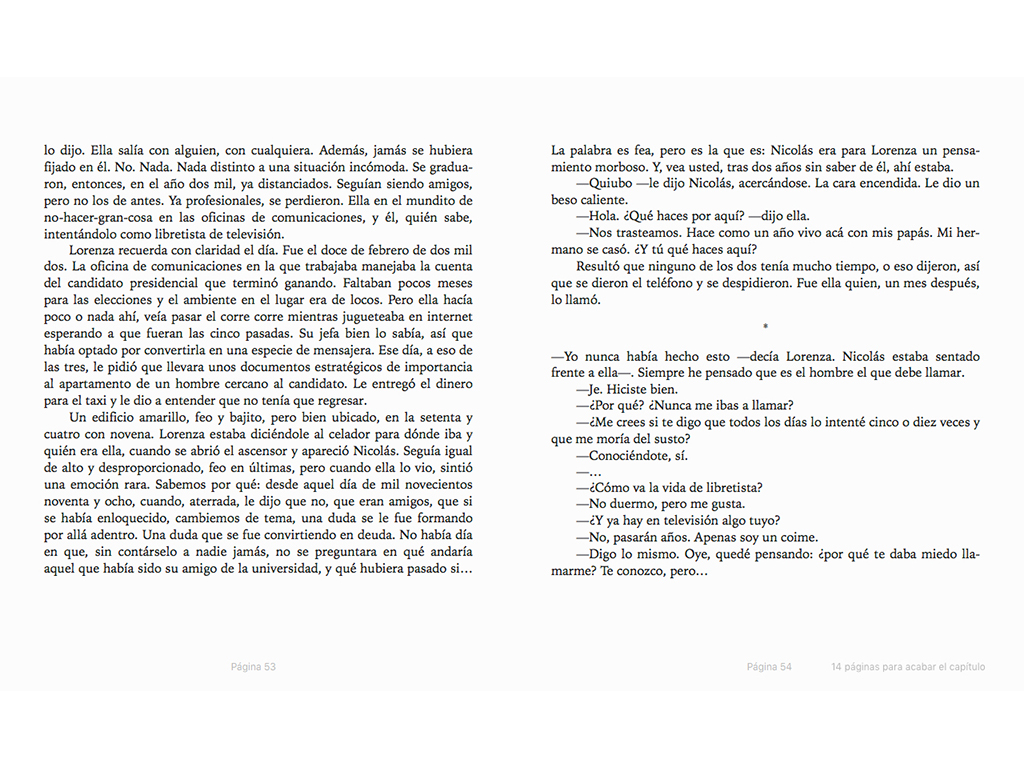 lo dijo. Ella salía con alguien, con cualquiera. Además, jamás se hubiera
fijado en él. No. Nada. Nada distinto a una situación incómoda. Se gradua-
ron, entonces, en el año dos mil, ya distanciados. Seguían siendo amigos,
pero no los de antes. Ya profesionales, se perdieron. Ella en el mundito de
no-hacer-gran-cosa en las oficinas de comunicaciones, y él, quién sabe,
intentándolo como libretista de televisión.
Lorenza recuerda con claridad el día. Fue el doce de febrero de dos mil
dos. La oficina de comunicaciones en la que trabajaba manejaba la cuenta
del candidato presidencial que terminó ganando. Faltaban pocos meses
para las elecciones y el ambiente en el lugar era de locos. Pero ella hacía
poco o nada ahí, veía pasar el corre corre mientras jugueteaba en internet
esperando a que fueran las cinco pasadas. Su jefa bien lo sabía, así que
había optado por convertirla en una especie de mensajera. Ese día, a eso de
las tres, le pidió que llevara unos documentos estratégicos de importancia
al apartamento de un hombre cercano al candidato. Le entregó el dinero
para el taxi y le dio a entender que no tenía que regresar.
Un edificio amarillo, feo y bajito, pero bien ubicado, en la setenta y
cuatro con novena. Lorenza estaba diciéndole al celador para dónde iba y
quién era ella, cuando se abrió el ascensor y apareció Nicolás. Seguía igual
de alto y desproporcionado, feo en últimas, pero cuando ella lo vio, sintió
una emoción rara. Sabemos por qué: desde aquel día de mil novecientos
noventa y ocho, cuando, aterrada, le dijo que no, que eran amigos, que si
se había enloquecido, cambiemos de tema, una duda se le fue formando
por allá adentro. Una duda que se fue convirtiendo en deuda. No había día
en que, sin contárselo a nadie jamás, no se preguntara en qué andaría
aquel que había sido su amigo de la universidad, y qué hubiera pasado si…
Página 53
La palabra es fea, pero es la que es: Nicolás era para Lorenza un pensa-
miento morboso. Y, vea usted, tras dos años sin saber de él, ahí estaba.
—Quiubo —le dijo Nicolás, acercándose. La cara encendida. Le dio un
beso caliente.
—Hola. ¿Qué haces por aquí? —dijo ella.
—Nos trasteamos. Hace como un año vivo acá con mis papás. Mi her-
mano se casó. ¿Y tú qué haces aquí?
Resultó que ninguno de los dos tenía mucho tiempo, o eso dijeron, así
que se dieron el teléfono y se despidieron. Fue ella quien, un mes después,
lo llamó.
*
—Yo nunca había hecho esto —decía Lorenza. Nicolás estaba sentado
frente a ella—. Siempre he pensado que es el hombre el que debe llamar.
—Je. Hiciste bien.
—¿Por qué? ¿Nunca me ibas a llamar?
—¿Me crees si te digo que todos los días lo intenté cinco o diez veces y
que me moría del susto?
—Conociéndote, sí.
—…
—¿Cómo va la vida de libretista?
—No duermo, pero me gusta.
—¿Y ya hay en televisión algo tuyo?
—No, pasarán años. Apenas soy un coime.
—Digo lo mismo. Oye, quedé pensando: ¿por qué te daba miedo lla-
marme? Te conozco, pero…
Página 54
14 páginas para acabar el capítulo